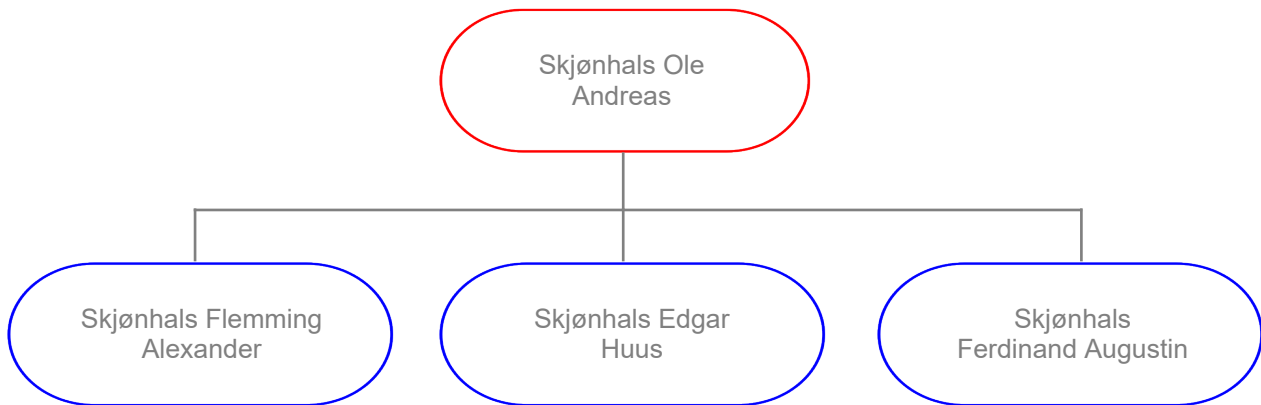 Skjønhals Ole
Andreas
Skjønhals Flemming
Alexander
Skjønhals Edgar
Huus
Skjønhals
Ferdinand Augustin